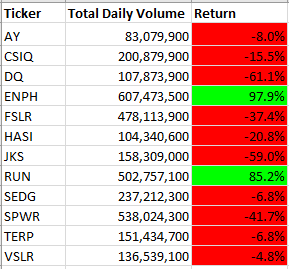 Ticker Total Daily Volume Return
AY 83,079,900 -8.0%
CSIQ 200,879,900 -15.5%
DQ 107,873,900 -61.1%
ENPH 607,473,500 97.9%
FSLR 478,113,900 -37.4%
HASI 104,340,600 -20.8%
JKS 158,309,000 -59.0%
RUN 502,757,100 85.2%
SEDG 237,212,300 -6.8%
SPWR 538,024,300 -41.7%
TERP 151,434,700 -6.8%
VSLR 136,539,100 -4.8%